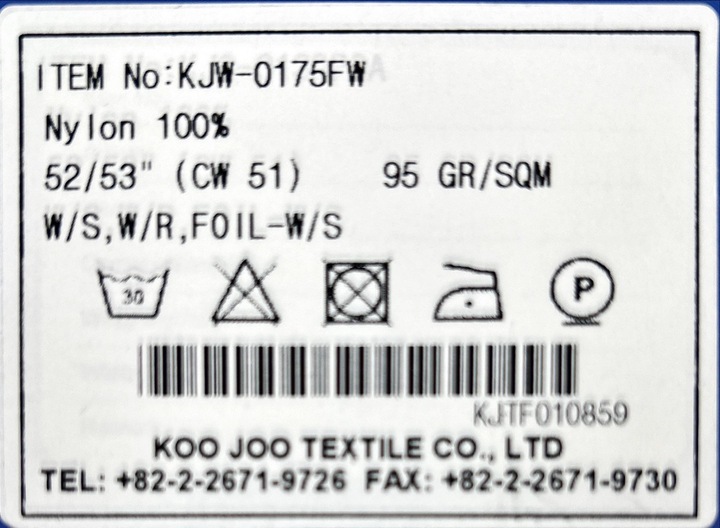 ITEM No:KJW-0175FW
Nylon 100%
52/53" (CW 51) 95 GR/SQM
W/S,W/R,FOIL-W/S
30 P
KJTF010859
KOO JOO TEXTILE CO., LTD
TEL: +82-2-2671-9726 FAX: +82-2-2671-9730